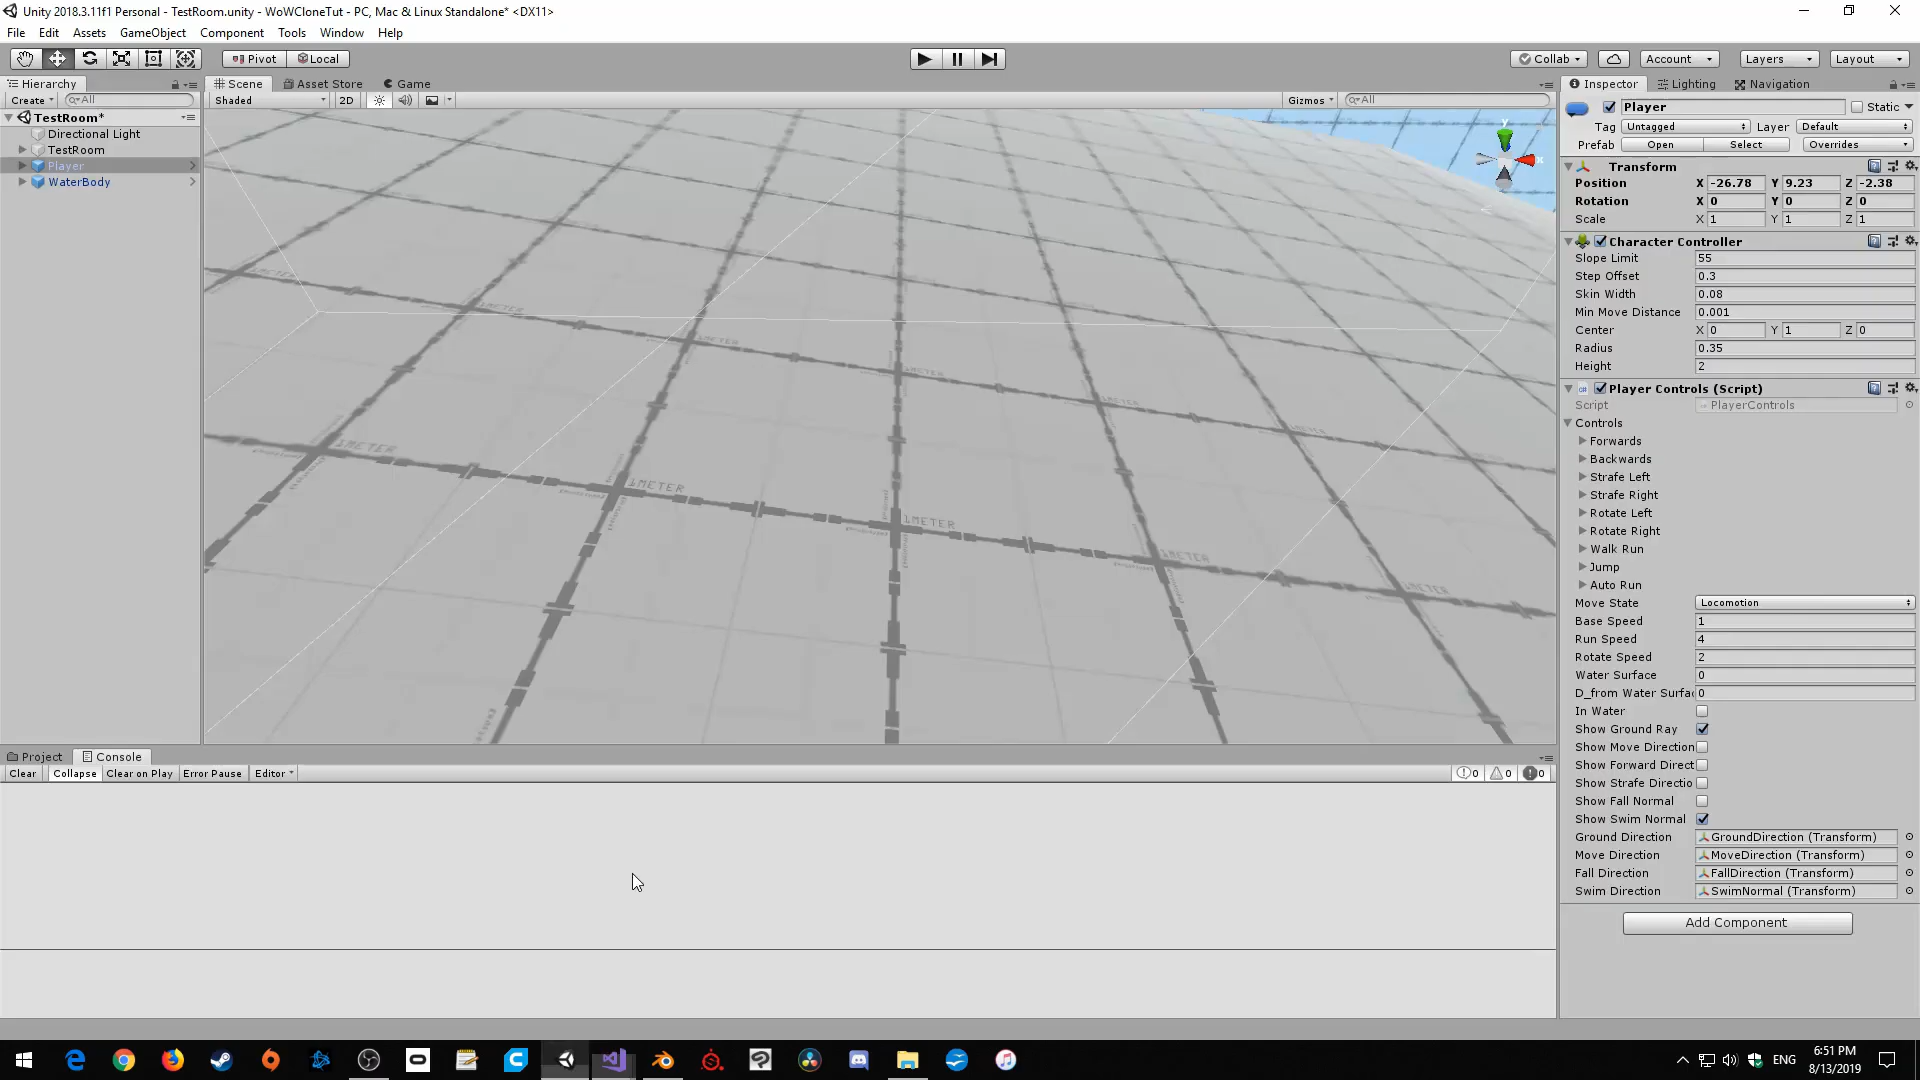 Unity 2018.3.11f1 Personal - TestRoom.unity - WoWCloneTut - PC, Mac & Linux Standalone* <DX11>
File Edit Assets GameObject Component Tools Window Help
Pivot Local Collab Account Layers Layout
Hierarchy Scene Asset Store Game Inspector Lighting Navigation
Create All Shaded 2D Gizmos All
TestRoom*
Directional Light
TestRoom
Player
WaterBody
1METER
1METER
1METER
1METER
1METER
y
x
Player Static
Tag Untagged Layer Default
Prefab Open Select Overrides
Transform
Position X -26.78 Y 9.23 Z -2.38
Rotation X 0 Y 0 Z 0
Scale X 1 Y 1 Z 1
Character Controller
Slope Limit 55
Step Offset 0.3
Skin Width 0.08
Min Move Distance 0.001
Center X 0 Y 1 Z 0
Radius 0.35
Height 2
Player Controls (Script)
Script PlayerControls
Controls
Forwards
Backwards
Strafe Left
Strafe Right
Rotate Left
Rotate Right
Walk Run
Jump
Auto Run
Move State Locomotion
Base Speed 1
Run Speed 4
Rotate Speed 2
Water Surface 0
D_from Water Surfac 0
In Water
Show Ground Ray
Show Move Direction
Show Forward Direct
Show Strafe Directio
Show Fall Normal
Show Swim Normal
Ground Direction GroundDirection (Transform)
Move Direction MoveDirection (Transform)
Fall Direction FallDirection (Transform)
Swim Direction SwimNormal (Transform)
Add Component
Project Console
Clear Collapse Clear on Play Error Pause Editor 0 0 0
ENG
6:51 PM
8/13/2019